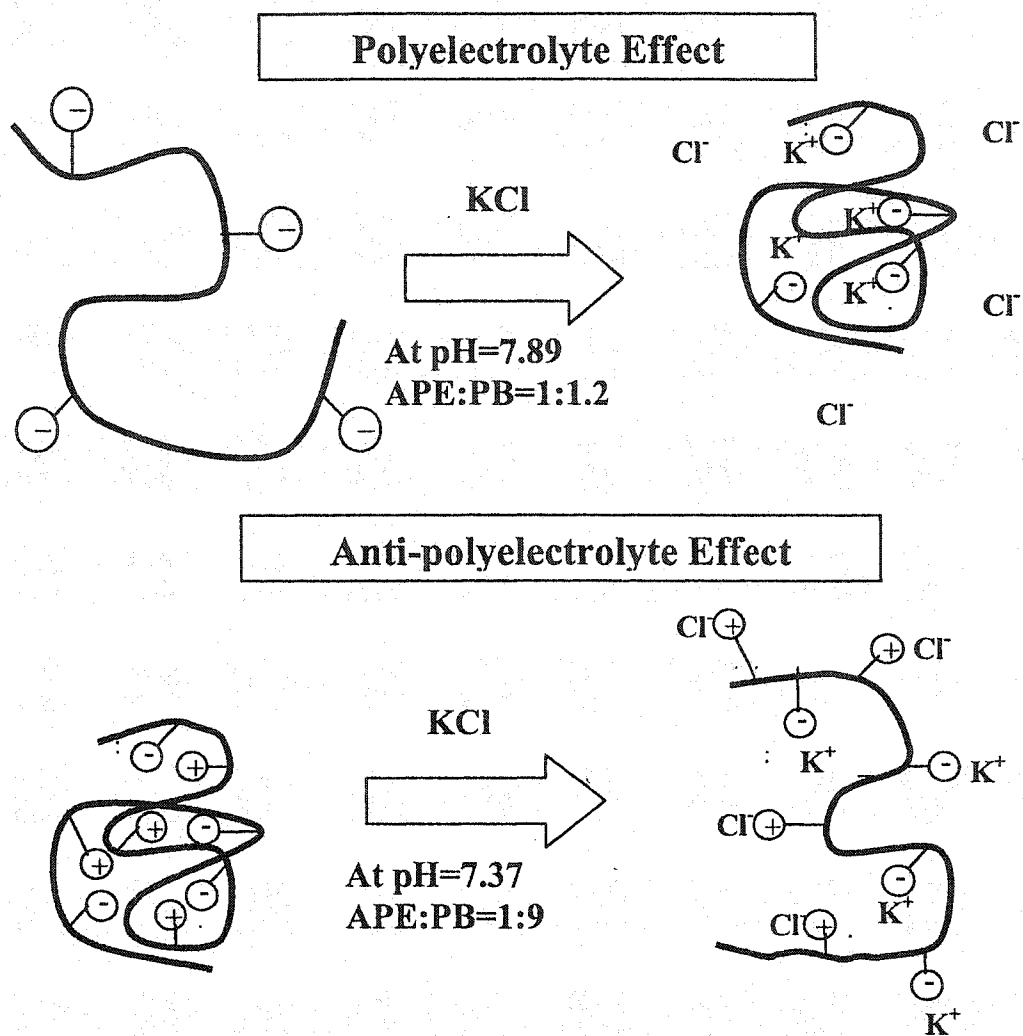 Polyelectrolyte Effect
−
−
−
−
KCl
At pH=7.89
APE:PB=1:1.2
Cl⁻
Cl⁻
K⁺ -
K⁺ -
K⁺
K⁺ -
-
Cl⁻
Cl⁻
Anti-polyelectrolyte Effect
-
+
+
-
+
-
-
+
KCl
At pH=7.37
APE:PB=1:9
Cl⁻ +
+ Cl⁻
-
K⁺
- K⁺
Cl⁻ +
-
K⁺
Cl⁻ +
-
K⁺